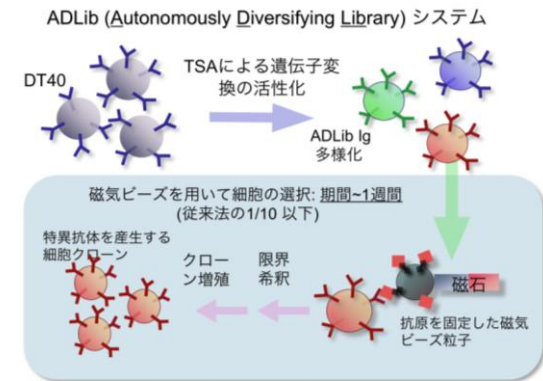 ADLib (Autonomously Diversifying Library) システム
DT40
TSAによる遺伝子変
換の活性化
ADLib Ig
多様化
磁気ビーズを用いて細胞の選択: 期間~1週間
(従来法の1/10 以下)
特異抗体を産生する
細胞クローン
クロー
ン増殖
限界
希釈
磁石
抗原を固定した磁気
ビーズ粒子